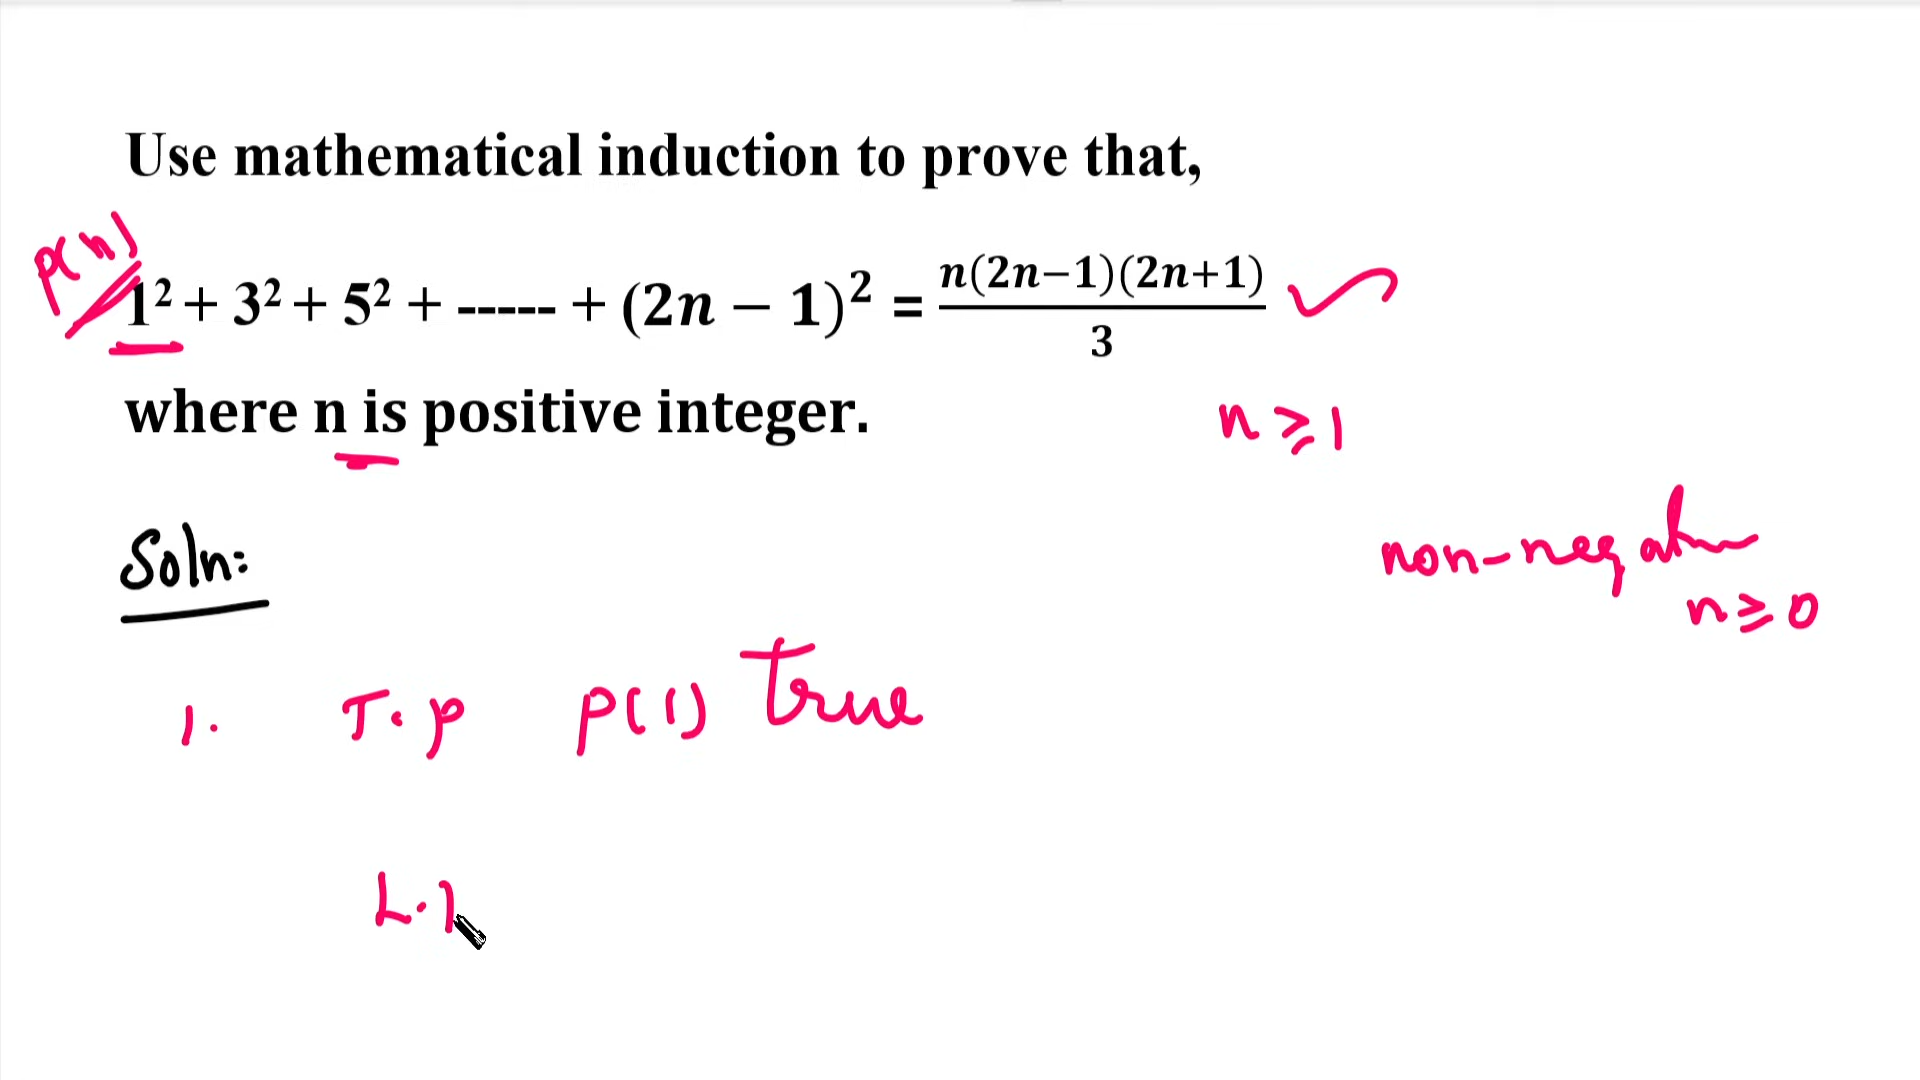 Use mathematical induction to prove that,
P(n)
1² + 3² + 5² + ----- + (2n − 1)² = n(2n−1)(2n+1) / 3
where n is positive integer.
n ≥ 1
Soln:
non-negative
n ≥ 0
1. T.P P(1) True
L.